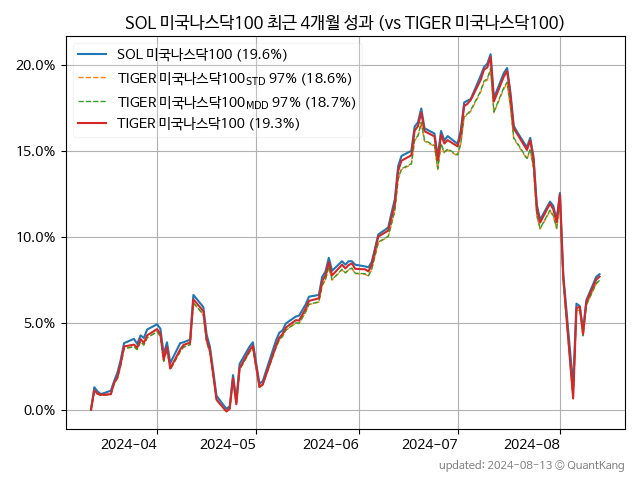 SOL 미국나스닥100 최근 4개월 성과 (vs TIGER 미국나스닥100)
SOL 미국나스닥100 (19.6%)
TIGER 미국나스닥100STD 97% (18.6%)
TIGER 미국나스닥100MDD 97% (18.7%)
TIGER 미국나스닥100 (19.3%)
20.0%
15.0%
10.0%
5.0%
0.0%
2024-04 2024-05 2024-06 2024-07 2024-08
updated: 2024-08-13 © QuantKang